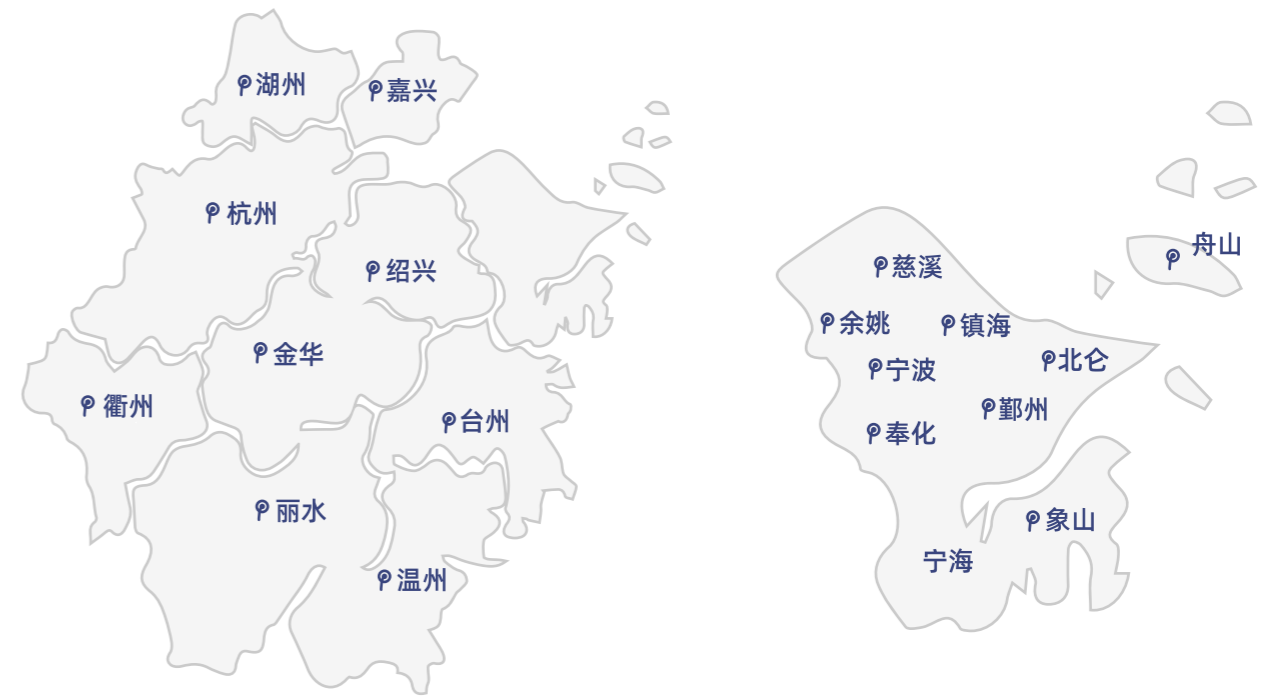 湖州
嘉兴
杭州
绍兴
金华
衢州
台州
丽水
温州
舟山
慈溪
余姚
镇海
北仑
宁波
鄞州
奉化
象山
宁海